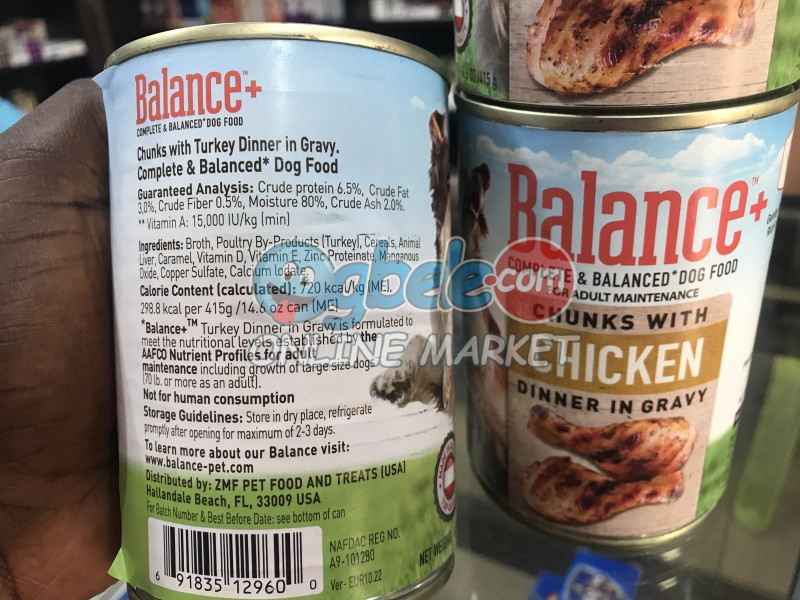 Balance™+
COMPLETE & BALANCED* DOG FOOD
Chunks with Turkey Dinner in Gravy.
Complete & Balanced* Dog Food
Guaranteed Analysis: Crude protein 6.5%, Crude Fat
3,0%, Crude Fiber 0.5%, Moisture 80%, Crude Ash 2.0%.
** Vitamin A: 15,000 IU/kg (min)
Ingredients: Broth, Poultry By-Products (Turkey), Cereals, Animal
Liver, Caramel, Vitamin D, Vitamin E, Zinc Proteinate, Manganous
Oxide, Copper Sulfate, Calcium Iodate.
Calorie Content (calculated): 720 kcal/kg (ME),
298.8 kcal per 415g /14.6 oz can (ME)
*Balance+™ Turkey Dinner in Gravy is formulated to
meet the nutritional levels established by the
AAFCO Nutrient Profiles for adult
maintenance including growth of large size dogs
(70 lb. or more as an adult).
Not for human consumption
Storage Guidelines: Store in dry place, refrigerate
promptly after opening for maximum of 2-3 days.
To learn more about our Balance visit:
www.balance-pet.com
Distributed by: ZMF PET FOOD AND TREATS (USA)
Hallandale Beach, FL, 33009 USA
For Batch Number & Best Before Date: see bottom of can
6 91835 12960 0
NAFDAC REG NO.
A9-101280
Ver- EUR10.22
NET WE
Balance™+
COMPLETE & BALANCED* DOG FOOD
FOR ADULT MAINTENANCE
CHUNKS WITH
CHICKEN
DINNER IN GRAVY
Ogbele.com
ONLINE MARKET